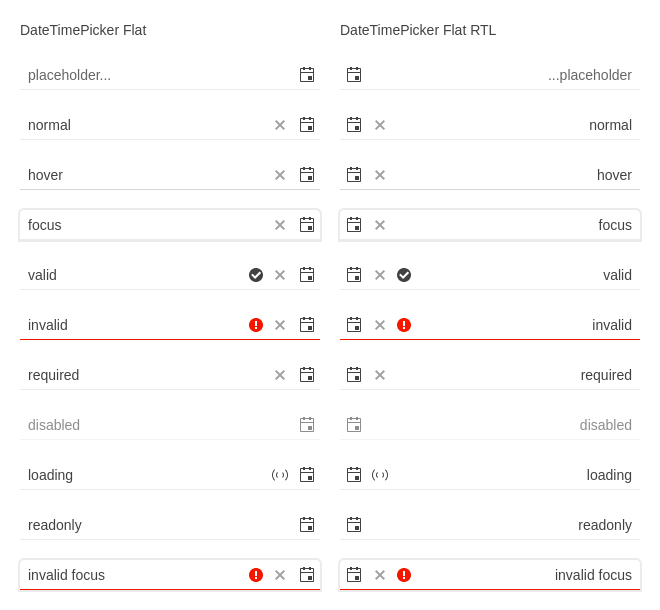 DateTimePicker Flat
placeholder...
normal
hover
focus
valid
invalid
required
disabled
loading
readonly
invalid focus
DateTimePicker Flat RTL
...placeholder
normal
hover
focus
valid
invalid
required
disabled
loading
readonly
invalid focus